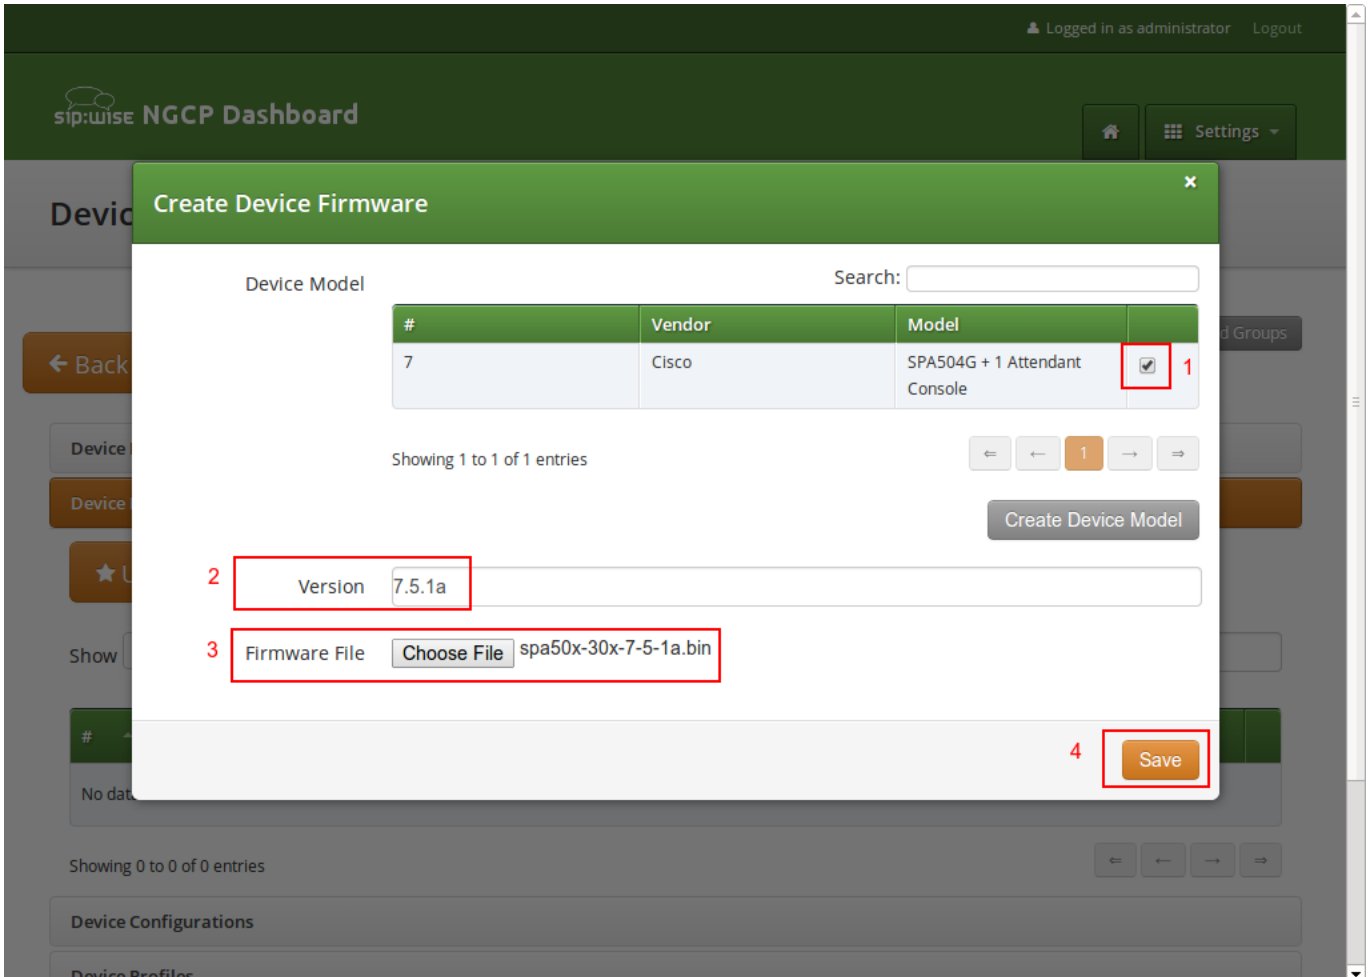 Logged in as administrator Logout
sip:wise NGCP Dashboard
Settings
Create Device Firmware
×
Devic
Device Model
Search:
# Vendor Model
7 Cisco SPA504G + 1 Attendant Console
1
d Groups
Back
Device
Showing 1 to 1 of 1 entries
⇐ ← 1 → ⇒
Device
Create Device Model
U
2
Version 7.5.1a
3
Firmware File Choose File spa50x-30x-7-5-1a.bin
Show
#
4
Save
No dat
Showing 0 to 0 of 0 entries
⇐ ← → ⇒
Device Configurations
Device Profiles